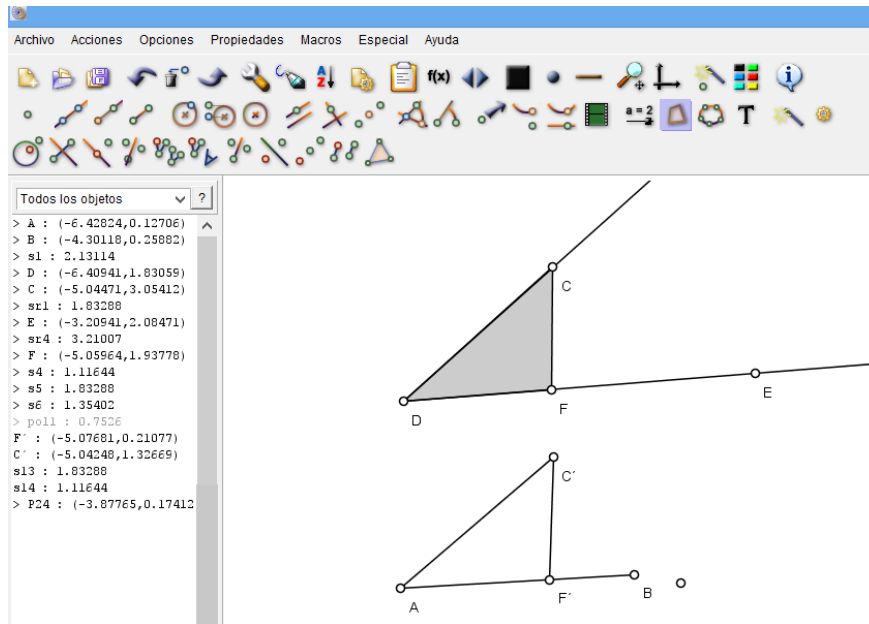 Archivo Acciones Opciones Propiedades Macros Especial Ayuda
A Z f(x) i
a = 2 T
Todos los objetos ?
> A : (-6.42824,0.12706)
> B : (-4.30118,0.25882)
> s1 : 2.13114
> D : (-6.40941,1.83059)
> C : (-5.04471,3.05412)
> sr1 : 1.83288
> E : (-3.20941,2.08471)
> sr4 : 3.21007
> F : (-5.05964,1.93778)
> s4 : 1.11644
> s5 : 1.83288
> s6 : 1.35402
> poll : 0.7526
F´ : (-5.07681,0.21077)
C´ : (-5.04248,1.32669)
s13 : 1.83288
s14 : 1.11644
> P24 : (-3.87765,0.17412
C
E
F
D
C´
B
F´
A